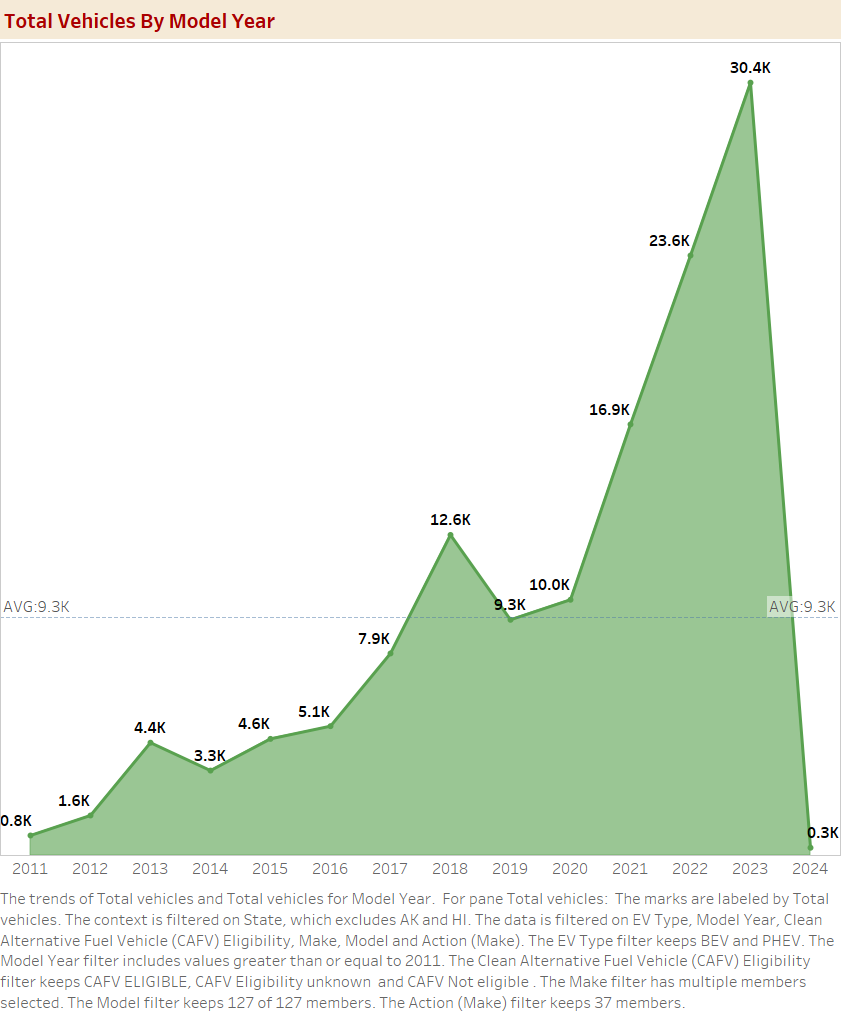 Total Vehicles By Model Year
30.4K
23.6K
16.9K
12.6K
10.0K
9.3K
AVG:9.3K
AVG:9.3K
7.9K
5.1K
4.6K
4.4K
3.3K
1.6K
0.8K
0.3K
2011 2012 2013 2014 2015 2016 2017 2018 2019 2020 2021 2022 2023 2024
The trends of Total vehicles and Total vehicles for Model Year.  For pane Total vehicles:  The marks are labeled by Total
vehicles. The context is filtered on State, which excludes AK and HI. The data is filtered on EV Type, Model Year, Clean
Alternative Fuel Vehicle (CAFV) Eligibility, Make, Model and Action (Make). The EV Type filter keeps BEV and PHEV. The
Model Year filter includes values greater than or equal to 2011. The Clean Alternative Fuel Vehicle (CAFV) Eligibility
filter keeps CAFV ELIGIBLE, CAFV Eligibility unknown  and CAFV Not eligible . The Make filter has multiple members
selected. The Model filter keeps 127 of 127 members. The Action (Make) filter keeps 37 members.